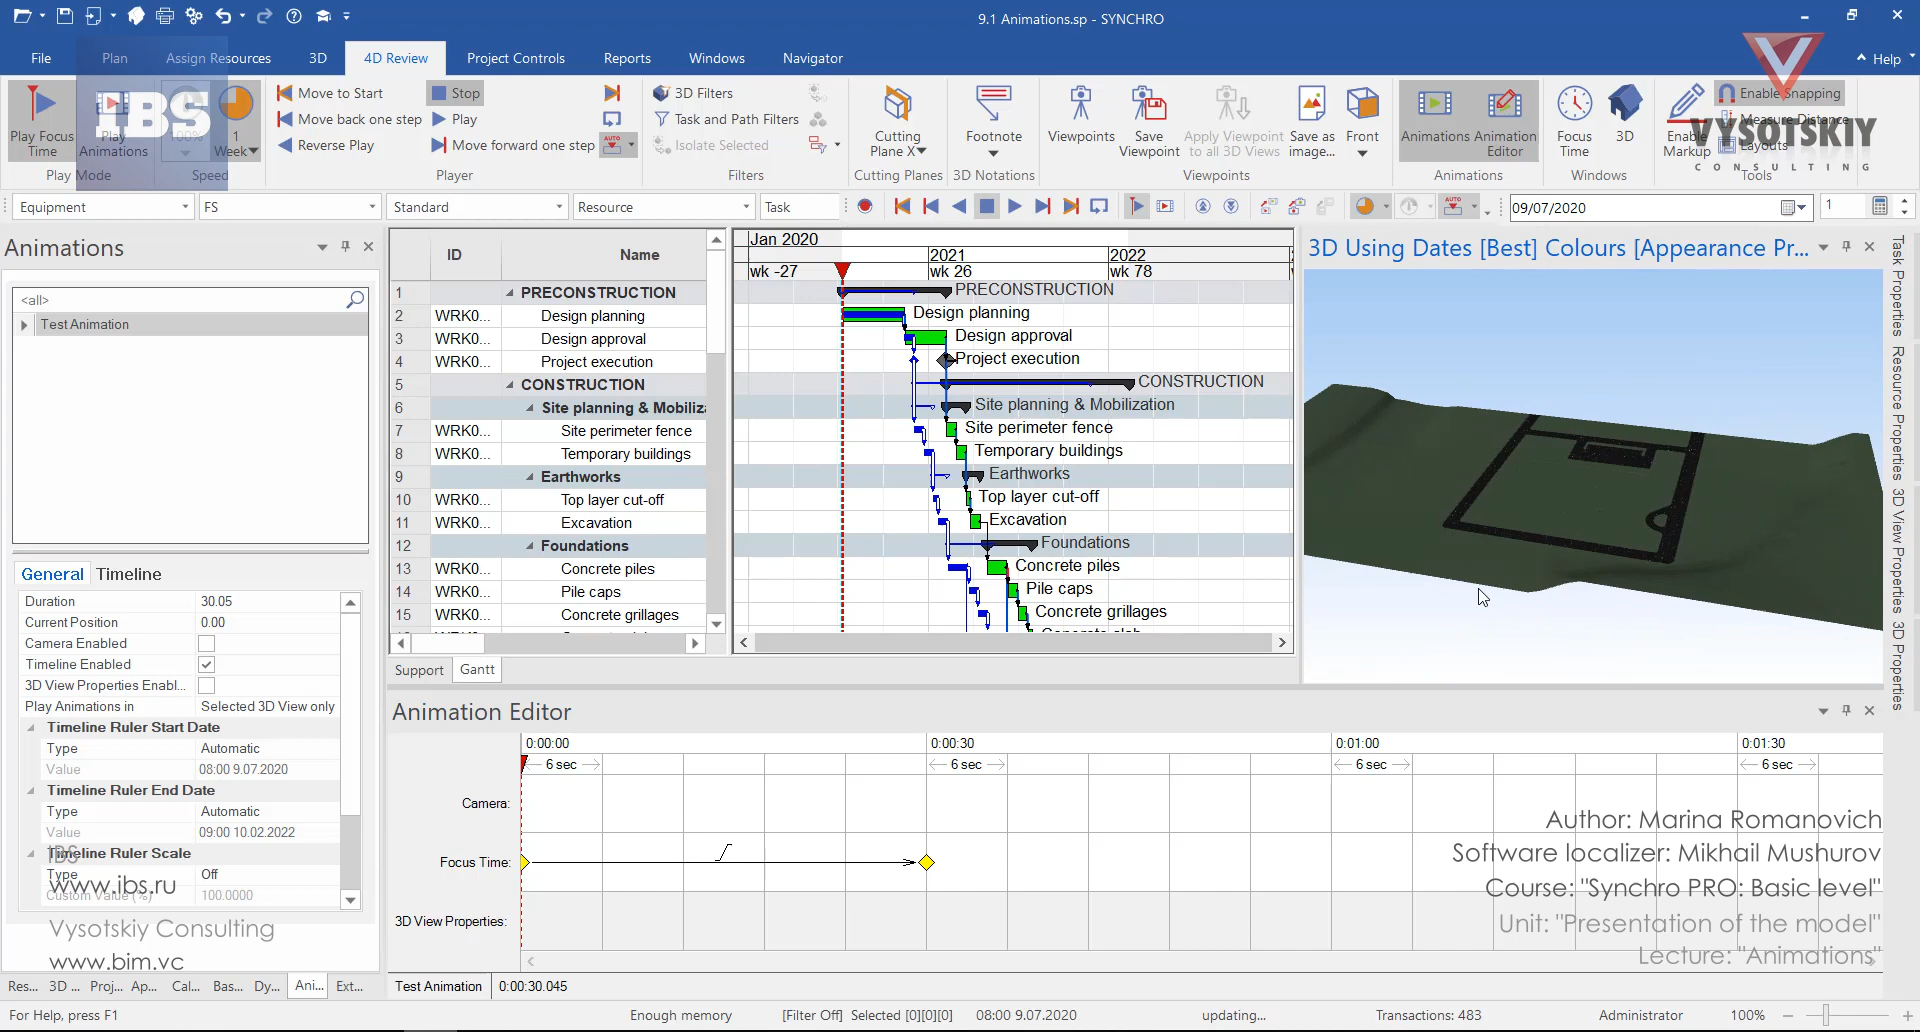 9.1 Animations.sp - SYNCHRO
File Plan Assign Resources 3D 4D Review Project Controls Reports Windows Navigator Help
Play Focus Time
Play Animations
Play Mode
100%
1 Week
Speed
Move to Start
Move back one step
Reverse Play
Stop
Play
Move forward one step
AUTO
Player
3D Filters
Task and Path Filters
Isolate Selected
Filters
Cutting Plane X
Cutting Planes
Footnote
3D Notations
Viewpoints
Save Viewpoint
Apply Viewpoint to all 3D Views
Save as image...
Front
Viewpoints
Animations
Animation Editor
Animations
Focus Time
3D
Windows
Enable Markup
Enable Snapping
Measure Distance
Layouts
Tools
IBS
VYSOTSKIY
CONSULTING
Equipment FS Standard Resource Task AUTO 09/07/2020 1
Animations
<all>
Test Animation
General Timeline
Duration 30.05
Current Position 0.00
Camera Enabled
Timeline Enabled
3D View Properties Enabl...
Play Animations in Selected 3D View only
Timeline Ruler Start Date
Type Automatic
Value 08:00 9.07.2020
Timeline Ruler End Date
Type Automatic
Value 09:00 10.02.2022
Timeline Ruler Scale
Type Off
Custom Value (%) 100.0000
IBS
www.ibs.ru
Vysotskiy Consulting
www.bim.vc
Res... 3D ... Proj... Ap... Cal... Bas... Dy... Ani... Ext...
ID Name
1 PRECONSTRUCTION
2 WRK0... Design planning
3 WRK0... Design approval
4 WRK0... Project execution
5 CONSTRUCTION
6 Site planning & Mobiliz
7 WRK0... Site perimeter fence
8 WRK0... Temporary buildings
9 Earthworks
10 WRK0... Top layer cut-off
11 WRK0... Excavation
12 Foundations
13 WRK0... Concrete piles
14 WRK0... Pile caps
15 WRK0... Concrete grillages
Support Gantt
Jan 2020
2021 2022
wk -27 wk 26 wk 78
PRECONSTRUCTION
Design planning
Design approval
Project execution
CONSTRUCTION
Site planning & Mobilization
Site perimeter fence
Temporary buildings
Earthworks
Top layer cut-off
Excavation
Foundations
Concrete piles
Pile caps
Concrete grillages
Concrete slab
3D Using Dates [Best] Colours [Appearance Pr...
Task Properties
Resource Properties
3D View Properties
3D Properties
Animation Editor
0:00:00 0:00:30 0:01:00 0:01:30
6 sec 6 sec 6 sec 6 sec
Camera:
Focus Time:
3D View Properties:
Test Animation 0:00:30.045
Author: Marina Romanovich
Software localizer: Mikhail Mushurov
Course: "Synchro PRO: Basic level"
Unit: "Presentation of the model"
Lecture: "Animations"
For Help, press F1 Enough memory [Filter Off] Selected [0][0][0] 08:00 9.07.2020 updating... Transactions: 483 Administrator 100%